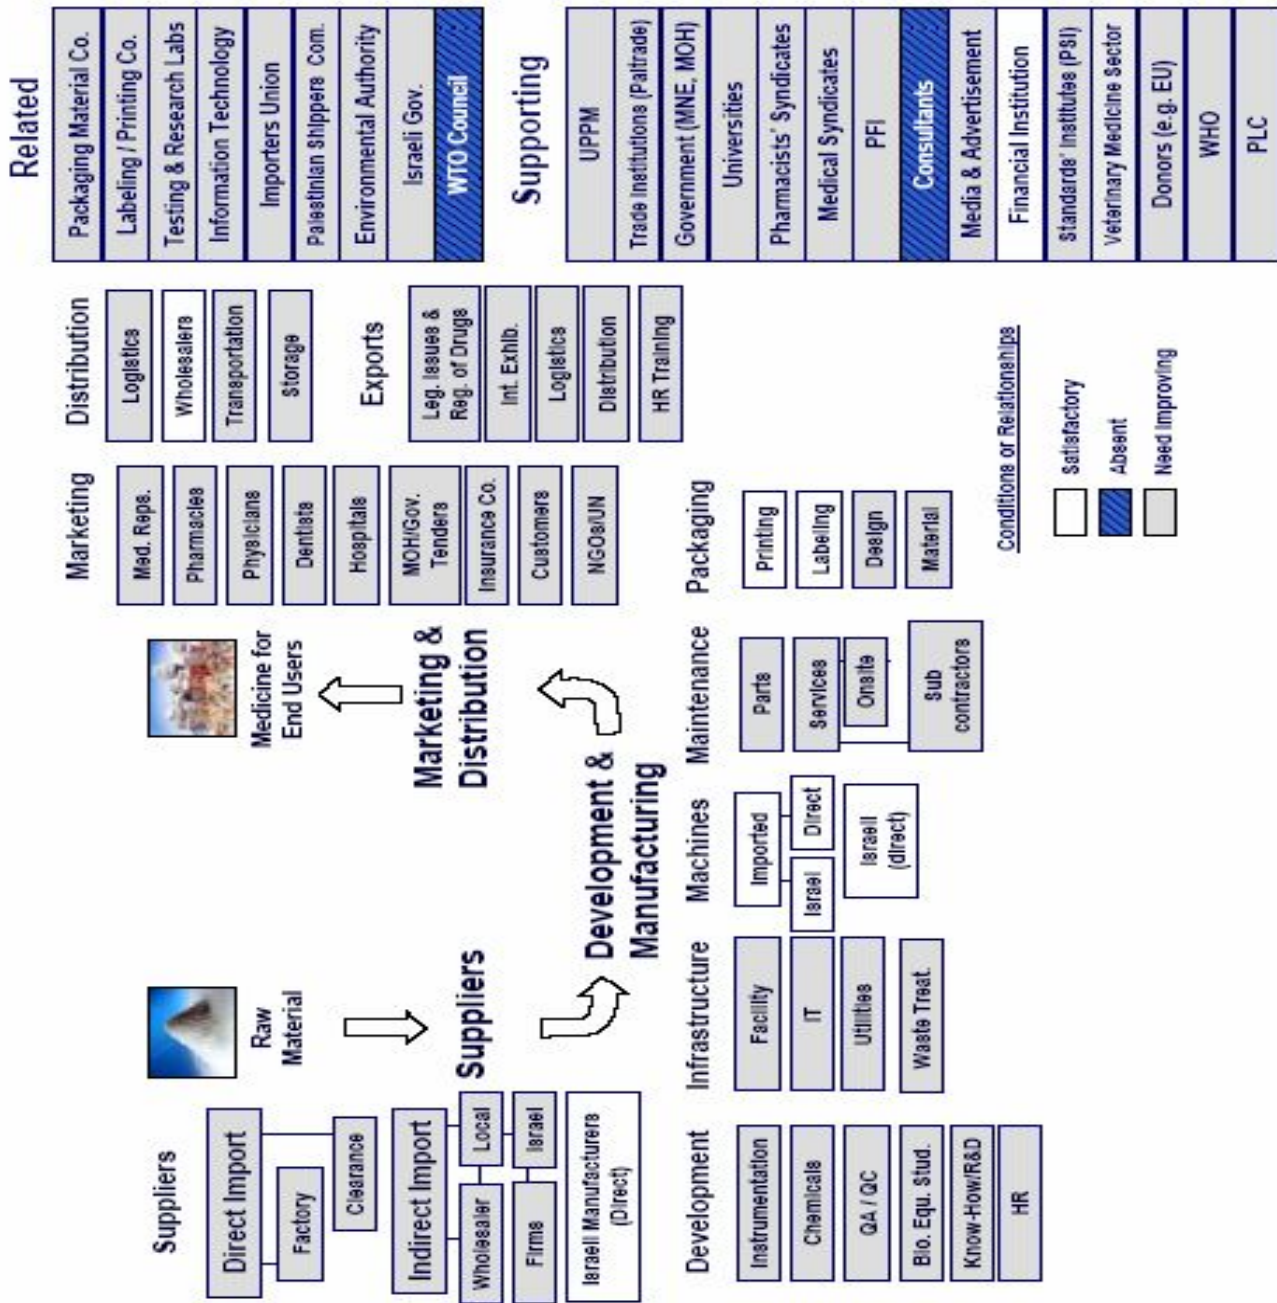 Suppliers
Direct Import
Factory
Clearance
Indirect Import
Wholesaler
Local
Firms
Israel
Israeli Manufacturers
(Direct)
Raw
Material
Suppliers
Development &
Manufacturing
Marketing &
Distribution
Medicine for
End Users
Marketing
Med. Reps.
Pharmacies
Physicians
Dentists
Hospitals
MOH/Gov.
Tenders
Insurance Co.
Customers
NGOs/UN
Distribution
Logistics
Wholesalers
Transportation
Storage
Exports
Leg. Issues &
Reg. of Drugs
Int. Exhib.
Logistics
Distribution
HR Training
Related
Packaging Material Co.
Labeling / Printing Co.
Testing & Research Labs
Information Technology
Importers Union
Palestinian Shippers Com.
Environmental Authority
Israeli Gov.
WTO Council
Supporting
UPPM
Trade Institutions (Paltrade)
Government (MNE, MOH)
Universities
Pharmacists' Syndicates
Medical Syndicates
PFI
Consultants
Media & Advertisement
Financial Institution
Standards' Institutes (PSI)
Veterinary Medicine Sector
Donors (e.g. EU)
WHO
PLC
Development
Instrumentation
Chemicals
QA / QC
Bio. Equ. Stud.
Know-How/R&D
HR
Infrastructure
Facility
IT
Utilities
Waste Treat.
Machines
Imported
Israel
Direct
Israeli
(direct)
Maintenance
Parts
Services
Onsite
Sub
contractors
Packaging
Printing
Labeling
Design
Material
Conditions or Relationships
Satisfactory
Absent
Need Improving